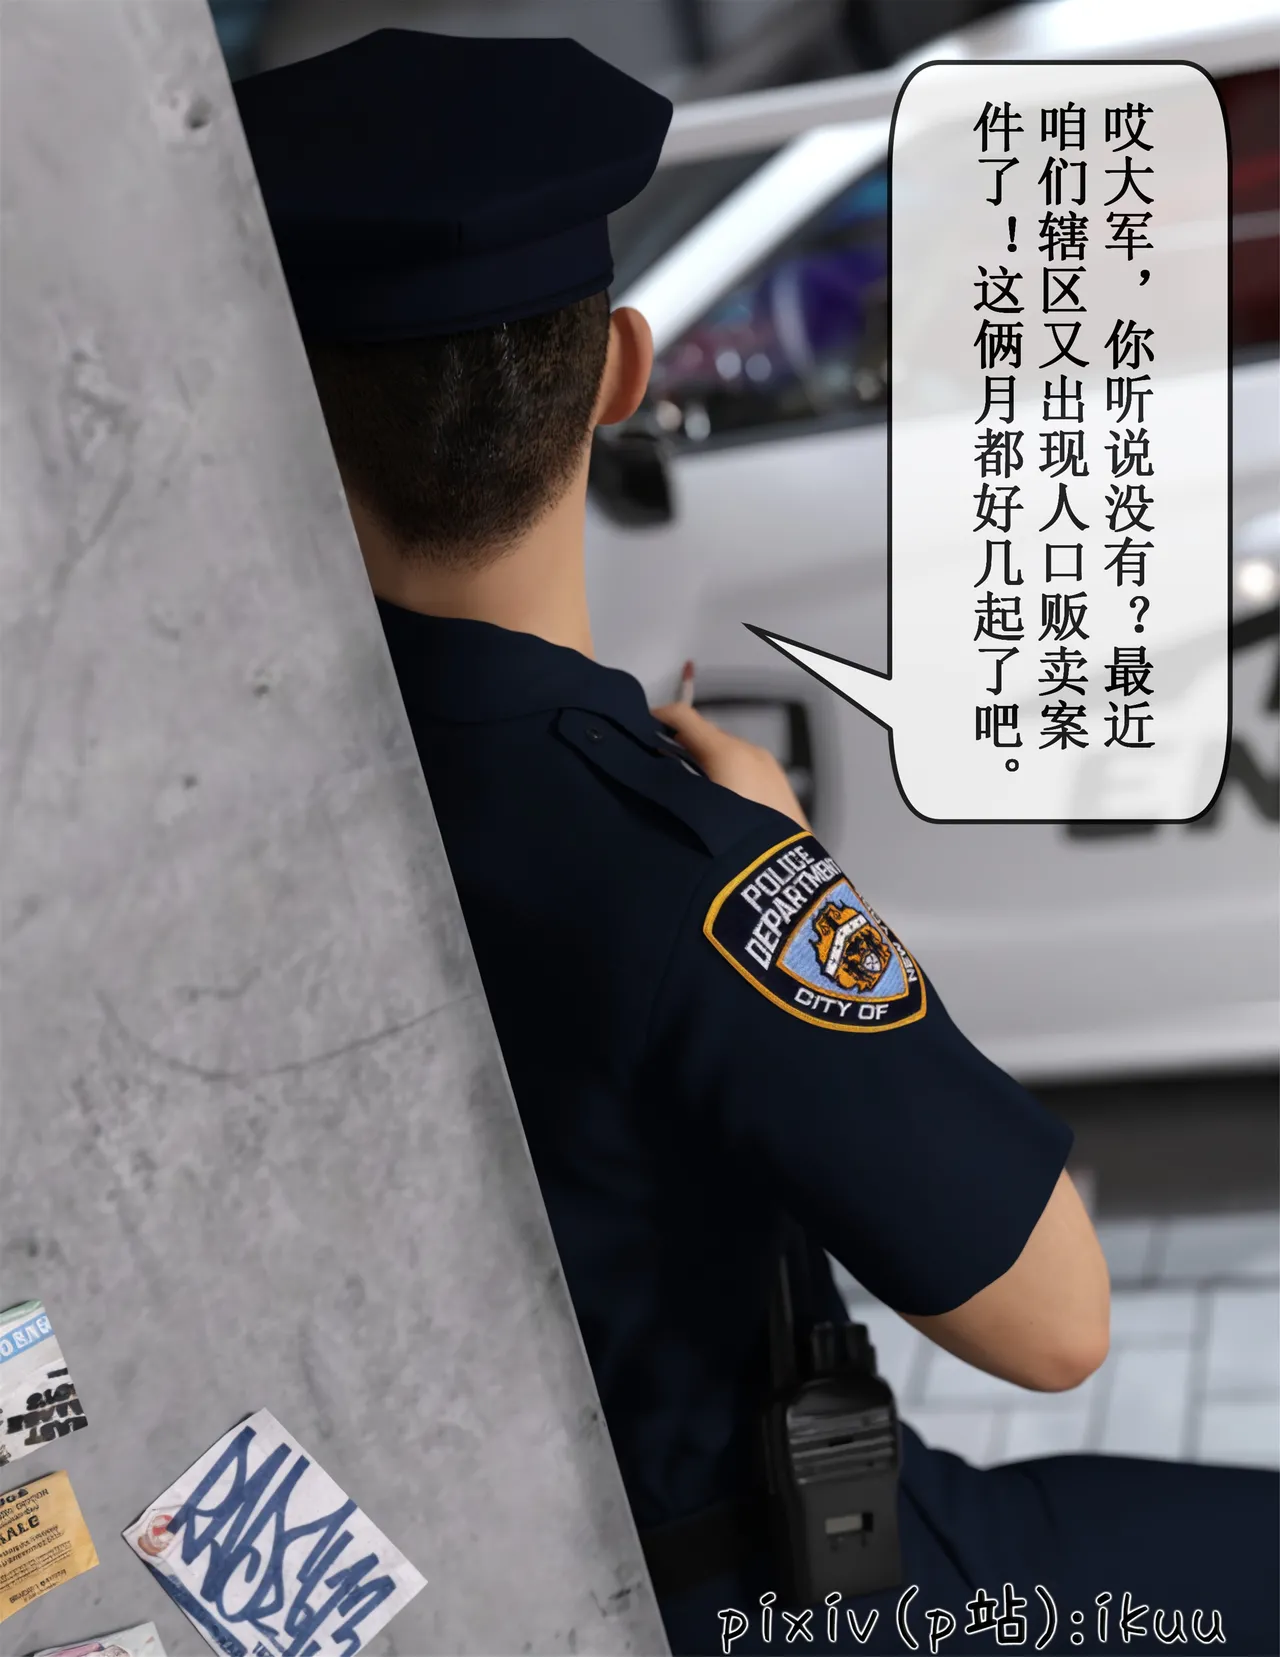 哎大军，你听说没有？最近
咱们辖区又出现人口贩卖案
件了！这俩月都好几起了吧。
POLICE
DEPARTMENT
CITY OF
NEW
EN
pixiv(p站):ikuu